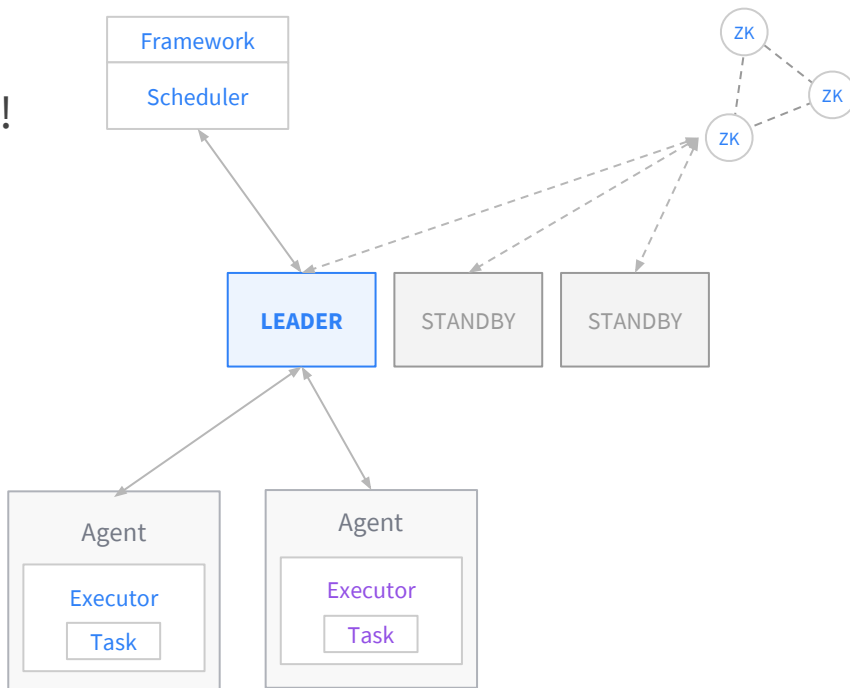 Framework
Scheduler
!
ZK
ZK
ZK
LEADER
STANDBY
STANDBY
Agent
Executor
Task
Agent
Executor
Task